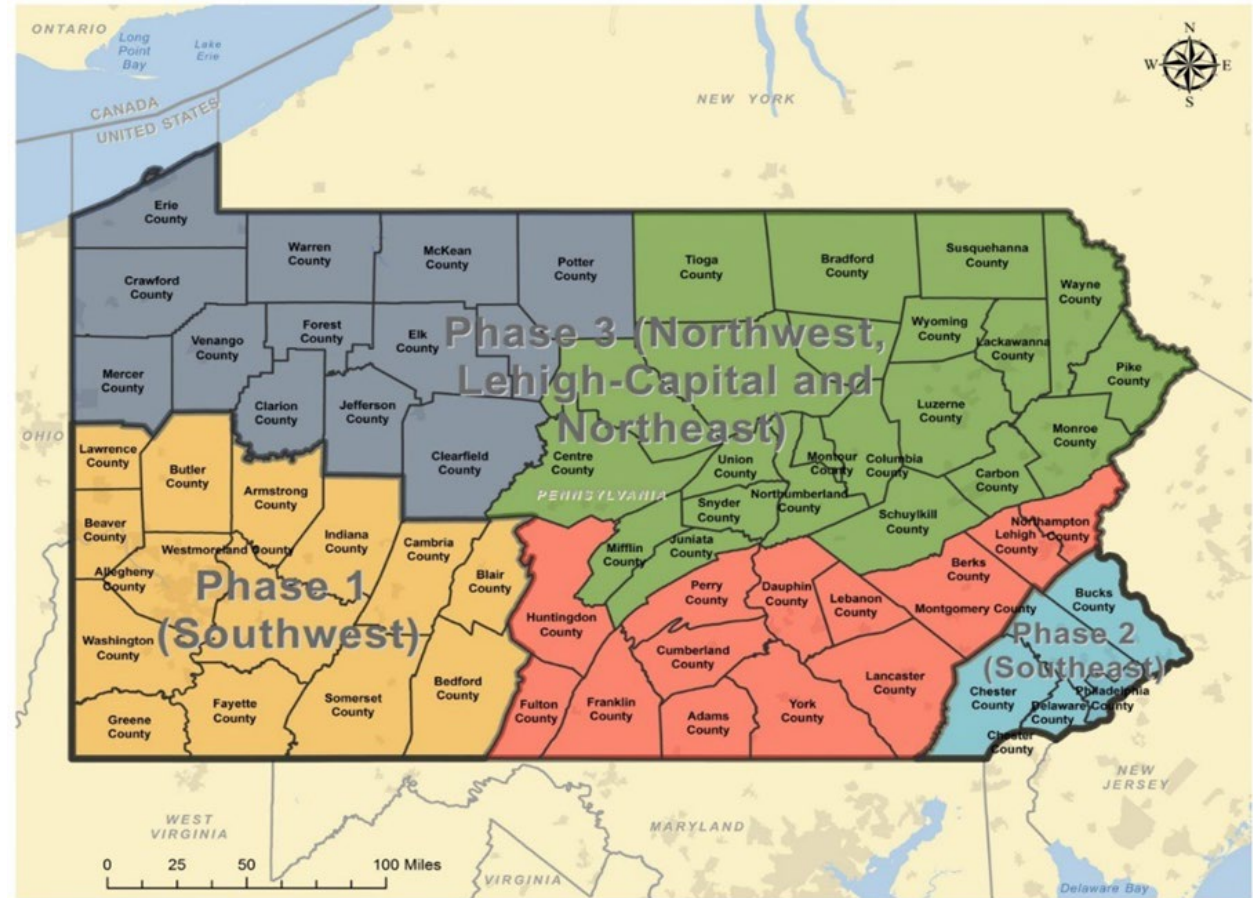 ONTARIO
Long
Point
Bay
Lake
Erie
N
W
E
S
NEW YORK
CANADA
UNITED STATES
Erie
County
Warren
County
McKean
County
Potter
County
Tioga
County
Bradford
County
Susquehanna
County
Wayne
County
Crawford
County
Venango
County
Forest
County
Elk
County
Phase 3 (Northwest,
Lehigh-Capital and
Northeast)
Wyoming
County
Lackawanna
County
Pike
County
Mercer
County
Clarion
County
Jefferson
County
Luzerne
County
Monroe
County
OHIO
Lawrence
County
Butler
County
Armstrong
County
Clearfield
County
Centre
County
Union
County
Montour
County
Columbia
County
Carbon
County
PENNSYLVANIA
Snyder
County
Northumberland
County
Schuylkill
County
Northampton
County
Lehigh
County
Beaver
County
Westmoreland County
Indiana
County
Cambria
County
Blair
County
Mifflin
County
Juniata
County
Allegheny
County
Phase 1
(Southwest)
Huntingdon
County
Perry
County
Dauphin
County
Lebanon
County
Berks
County
Montgomery County
Bucks
County
Phase 2
(Southeast)
Washington
County
Cumberland
County
Lancaster
County
Chester
County
Philadelphia
County
Delaware
County
Greene
County
Fayette
County
Somerset
County
Bedford
County
Fulton
County
Franklin
County
Adams
County
York
County
Chester
County
NEW
JERSEY
WEST
VIRGINIA
MARYLAND
VIRGINIA
Delaware Bay
0
25
50
100 Miles